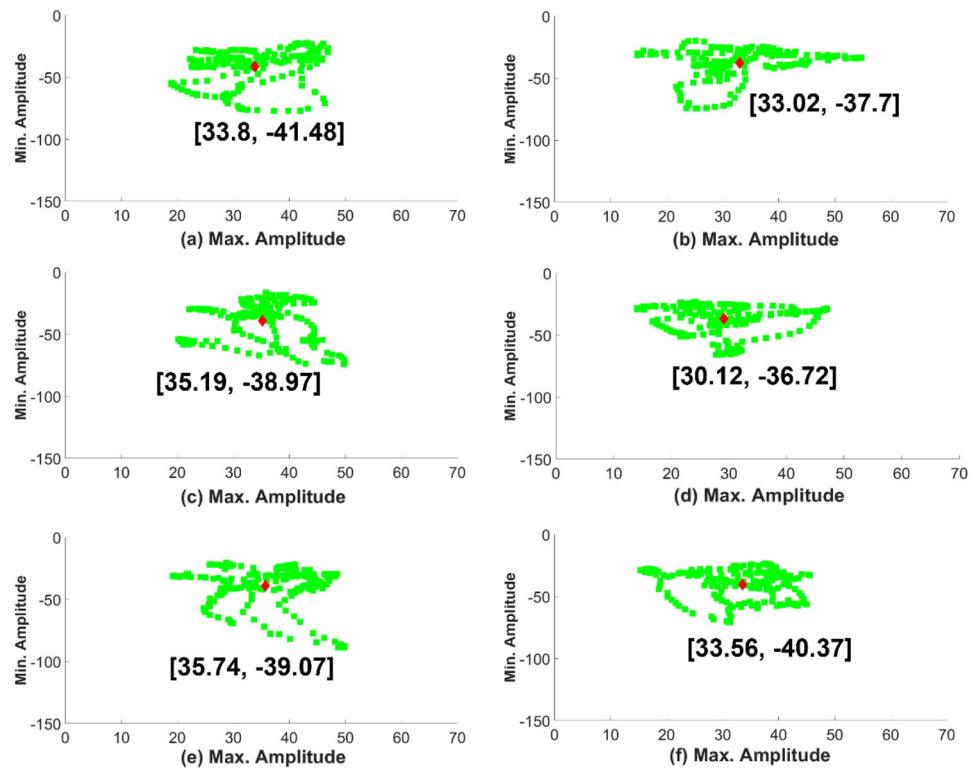 0
-50
-100
-150
Min. Amplitude
[33.8, -41.48]
0 10 20 30 40 50 60 70
(a) Max. Amplitude
0
-50
-100
-150
Min. Amplitude
[33.02, -37.7]
0 10 20 30 40 50 60 70
(b) Max. Amplitude
0
-50
-100
-150
Min. Amplitude
[35.19, -38.97]
0 10 20 30 40 50 60 70
(c) Max. Amplitude
0
-50
-100
-150
Min. Amplitude
[30.12, -36.72]
0 10 20 30 40 50 60 70
(d) Max. Amplitude
0
-50
-100
-150
Min. Amplitude
[35.74, -39.07]
0 10 20 30 40 50 60 70
(e) Max. Amplitude
0
-50
-100
-150
Min. Amplitude
[33.56, -40.37]
0 10 20 30 40 50 60 70
(f) Max. Amplitude